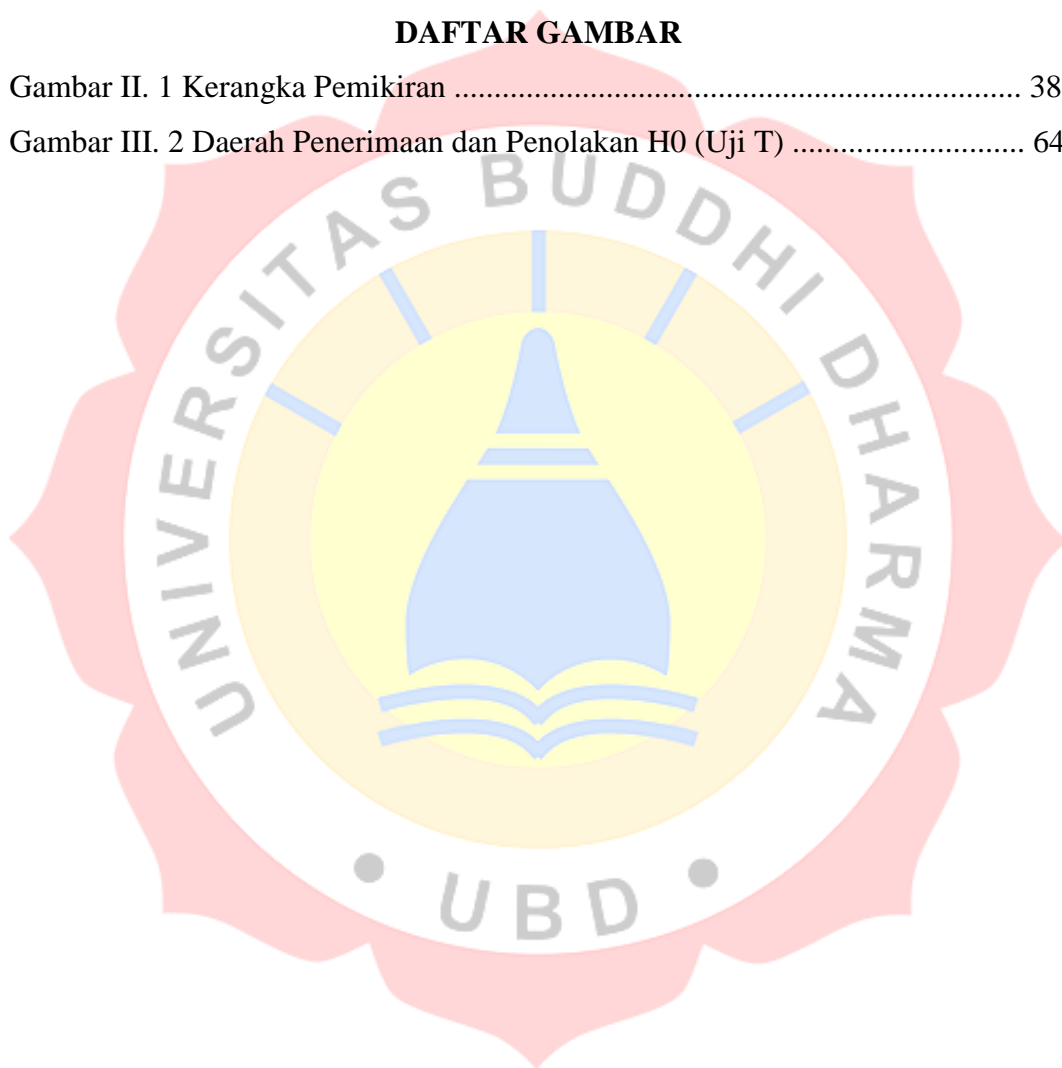 DAFTAR GAMBAR
Gambar II. 1 Kerangka Pemikiran ........................................................................ 38
Gambar III. 2 Daerah Penerimaan dan Penolakan H0 (Uji T) .............................. 64
UNIVERSITAS BUDDHI DHARMA
• UBD •